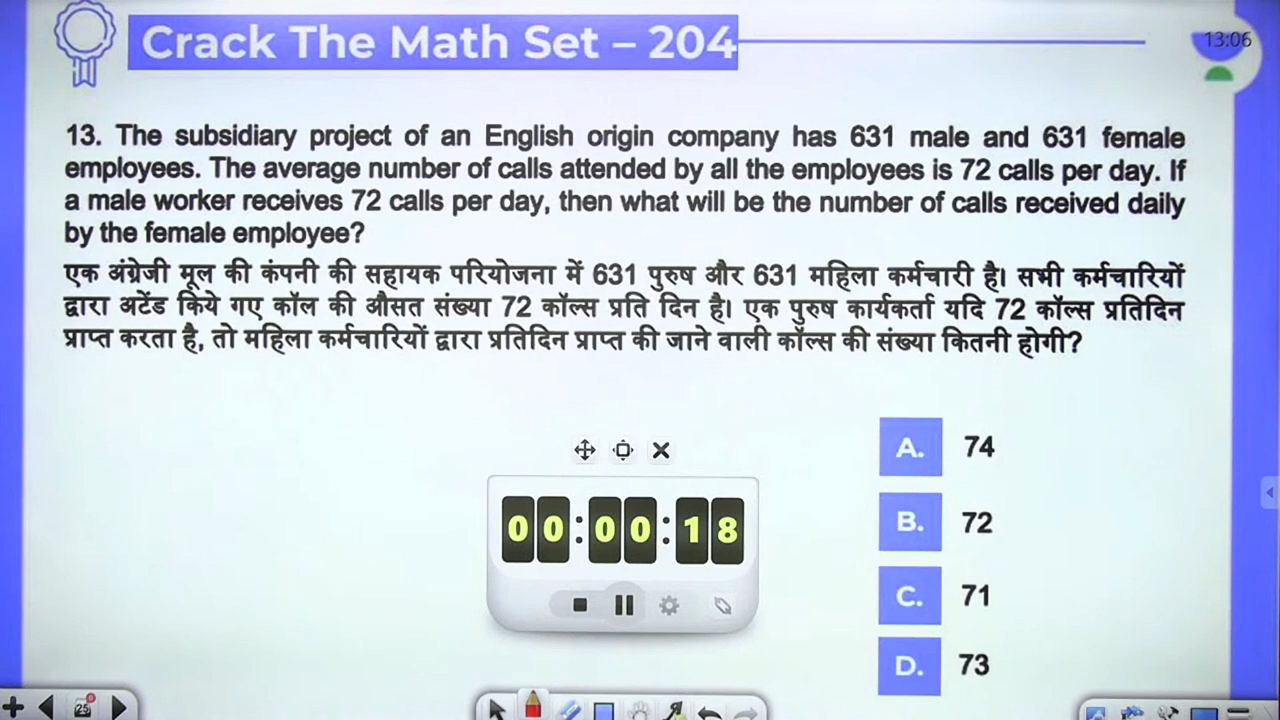 Crack The Math Set – 204
13:06
13. The subsidiary project of an English origin company has 631 male and 631 female
employees. The average number of calls attended by all the employees is 72 calls per day. If
a male worker receives 72 calls per day, then what will be the number of calls received daily
by the female employee?
एक अंग्रेजी मूल की कंपनी की सहायक परियोजना में 631 पुरुष और 631 महिला कर्मचारी है। सभी कर्मचारियों
द्वारा अटेंड किये गए कॉल की औसत संख्या 72 कॉल्स प्रति दिन है। एक पुरुष कार्यकर्ता यदि 72 कॉल्स प्रतिदिन
प्राप्त करता है, तो महिला कर्मचारियों द्वारा प्रतिदिन प्राप्त की जाने वाली कॉल्स की संख्या कितनी होगी?
A. 74
B. 72
00:00:18
C. 71
D. 73
25